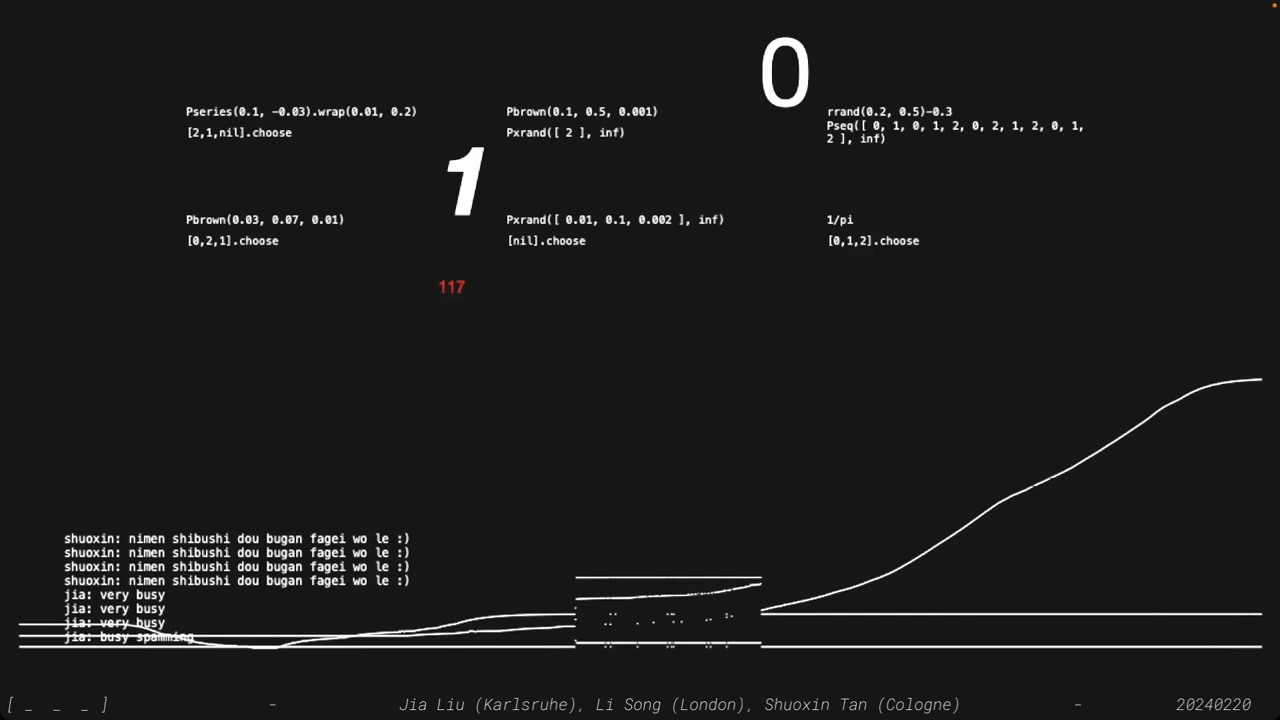 0
Pseries(0.1, -0.03).wrap(0.01, 0.2)
[2,1,nil].choose
Pbrown(0.1, 0.5, 0.001)
Pxrand([ 2 ], inf)
rrand(0.2, 0.5)-0.3
Pseq([ 0, 1, 0, 1, 2, 0, 2, 1, 2, 0, 1,
2 ], inf)
1
Pbrown(0.03, 0.07, 0.01)
[0,2,1].choose
Pxrand([ 0.01, 0.1, 0.002 ], inf)
[nil].choose
1/pi
[0,1,2].choose
117
shuoxin: nimen shibushi dou bugan fagei wo le :)
shuoxin: nimen shibushi dou bugan fagei wo le :)
shuoxin: nimen shibushi dou bugan fagei wo le :)
shuoxin: nimen shibushi dou bugan fagei wo le :)
jia: very busy
jia: very busy
jia: very busy
jia: busy spamming
[ _ _ _ ] - Jia Liu (Karlsruhe), Li Song (London), Shuoxin Tan (Cologne) - 20240220